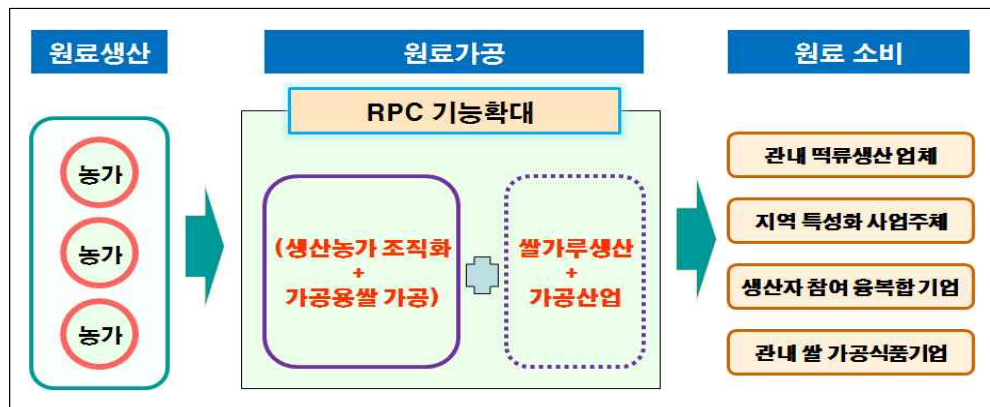 원료생산
원료가공
원료 소비
농가
농가
농가
RPC 기능확대
(생산농가 조직화
+
가공용쌀 가공)
쌀가루생산
+
가공산업
관내 떡류생산 업체
지역 특성화 사업주체
생산자 참여 융복합 기업
관내 쌀 가공식품기업